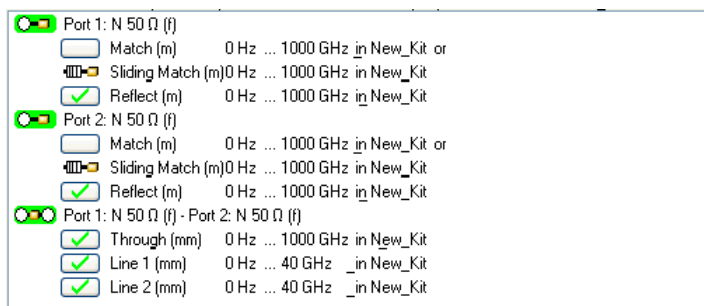 Port 1: N 50 Ω (f)
Match (m) 0 Hz ... 1000 GHz in New_Kit or
Sliding Match (m) 0 Hz ... 1000 GHz in New_Kit
Reflect (m) 0 Hz ... 1000 GHz in New_Kit
Port 2: N 50 Ω (f)
Match (m) 0 Hz ... 1000 GHz in New_Kit or
Sliding Match (m) 0 Hz ... 1000 GHz in New_Kit
Reflect (m) 0 Hz ... 1000 GHz in New_Kit
Port 1: N 50 Ω (f) - Port 2: N 50 Ω (f)
Through (mm) 0 Hz ... 1000 GHz in New_Kit
Line 1 (mm) 0 Hz ... 40 GHz in New_Kit
Line 2 (mm) 0 Hz ... 40 GHz in New_Kit